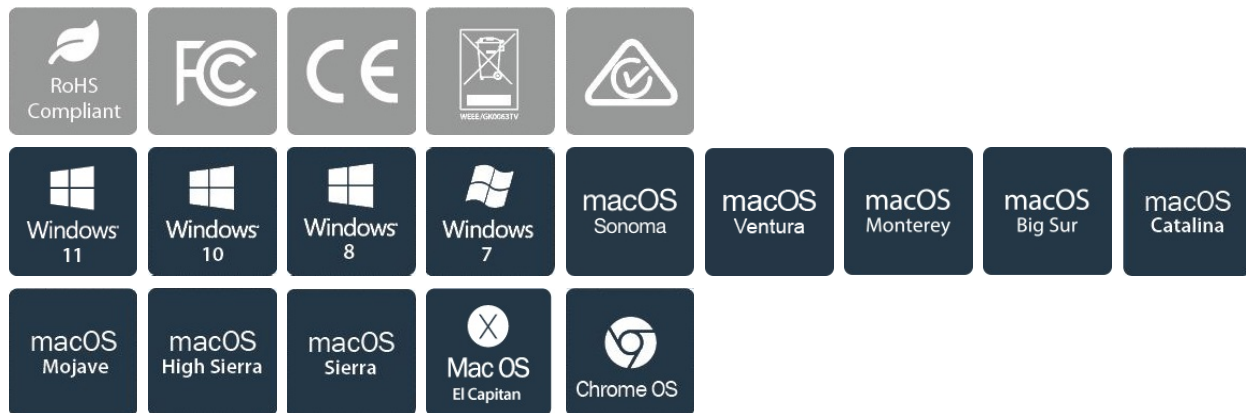 RoHS
Compliant
FC
CE
WEEE/GK0083TV
Windows
11
Windows
10
Windows
8
Windows
7
macOS
Sonoma
macOS
Ventura
macOS
Monterey
macOS
Big Sur
macOS
Catalina
macOS
Mojave
macOS
High Sierra
macOS
Sierra
X
Mac OS
El Capitan
Chrome OS